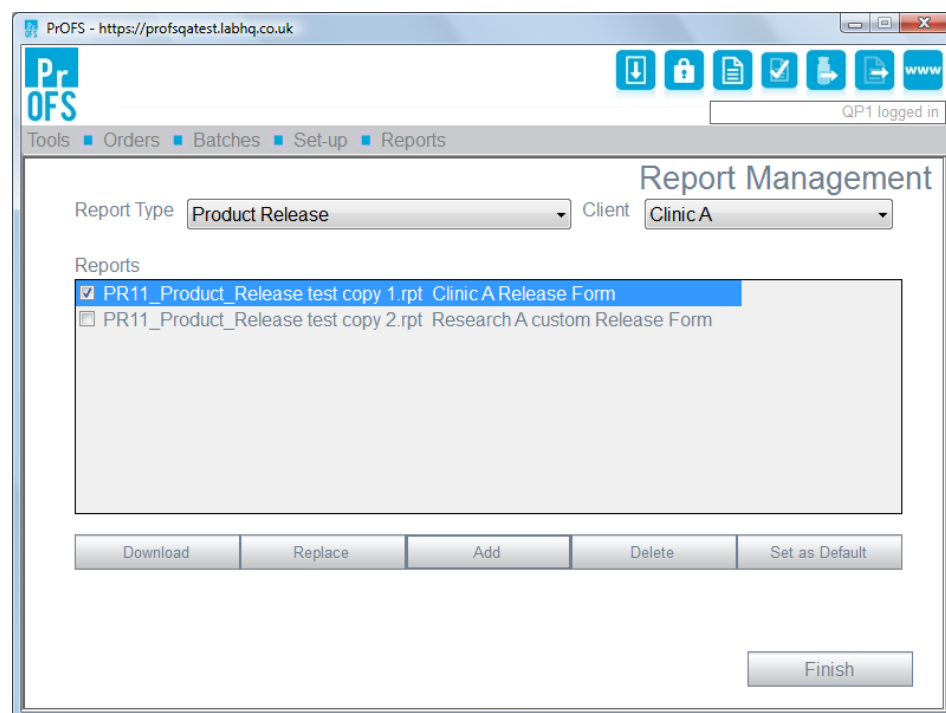 PrOFS - https://profsqatest.labhq.co.uk
Pr
OFS
www
QP1 logged in
Tools Orders Batches Set-up Reports
Report Management
Report Type Product Release Client Clinic A
Reports
PR11_Product_Release test copy 1.rpt Clinic A Release Form
PR11_Product_Release test copy 2.rpt Research A custom Release Form
Download Replace Add Delete Set as Default
Finish